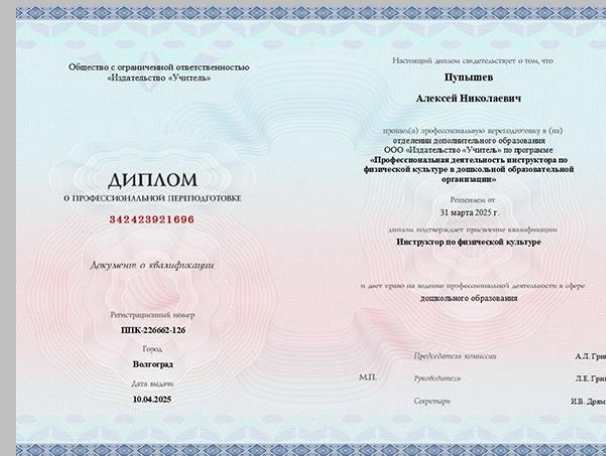 Общество с ограниченной ответственностью
«Издательство «Учитель»
ДИПЛОМ
О ПРОФЕССИОНАЛЬНОЙ ПЕРЕПОДГОТОВКЕ
342423921696
Документ о квалификации
Регистрационный номер
ППК-226662-126
Город
Волгоград
Дата выдачи
10.04.2025
Настоящий диплом свидетельствует о том, что
Пупышев
Алексей Николаевич
прошел(а) профессиональную переподготовку в (на)
отделении дополнительного образования
ООО «Издательство «Учитель» по программе
«Профессиональная деятельность инструктора по
физической культуре в дошкольной образовательной
организации»
Решением от
31 марта 2025 г.
диплом подтверждает присвоение квалификации
Инструктор по физической культуре
и дает право на ведение профессиональной деятельности в сфере
дошкольного образования
Председатель комиссии А.Л.
М.П. Руководитель Л.Е.
Секретарь И.В.